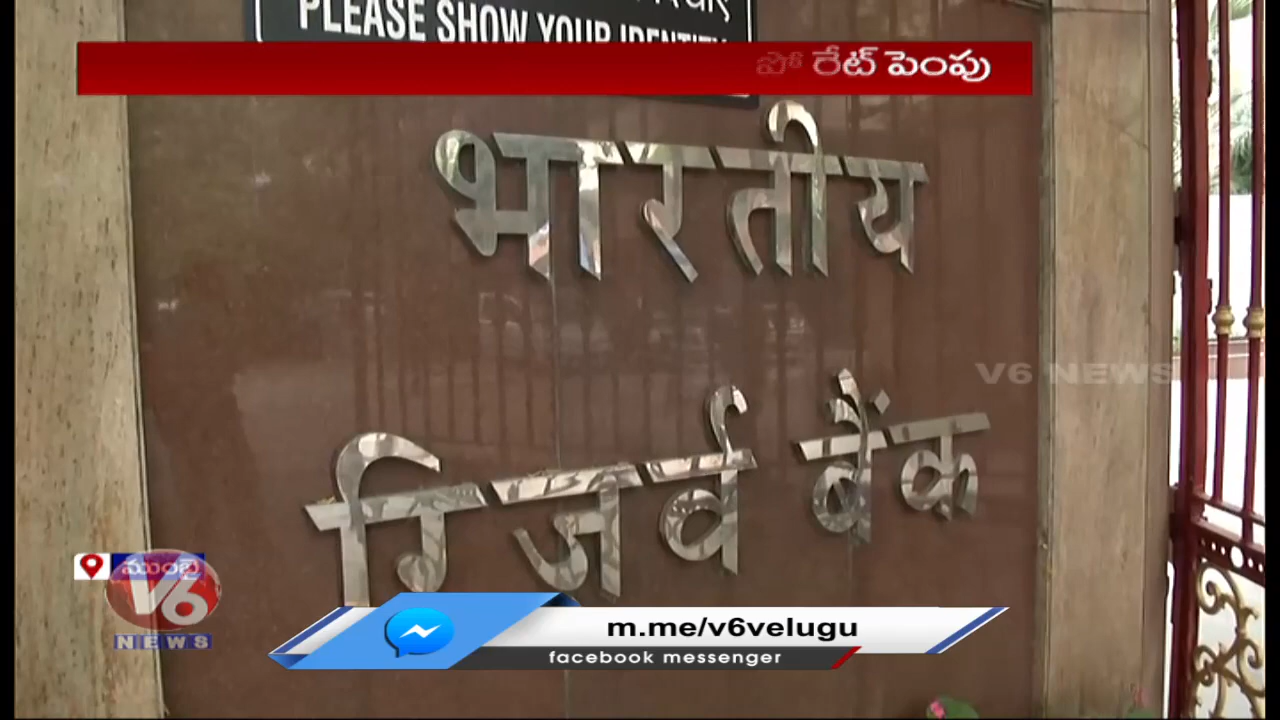 PLEASE SHOW YOUR IDENTITY
పో రేట్ పెంపు
भारतीय
V6 NEWS
रिजर्व बैंक
ముంబై
V6
NEWS
m.me/v6velugu
facebook messenger